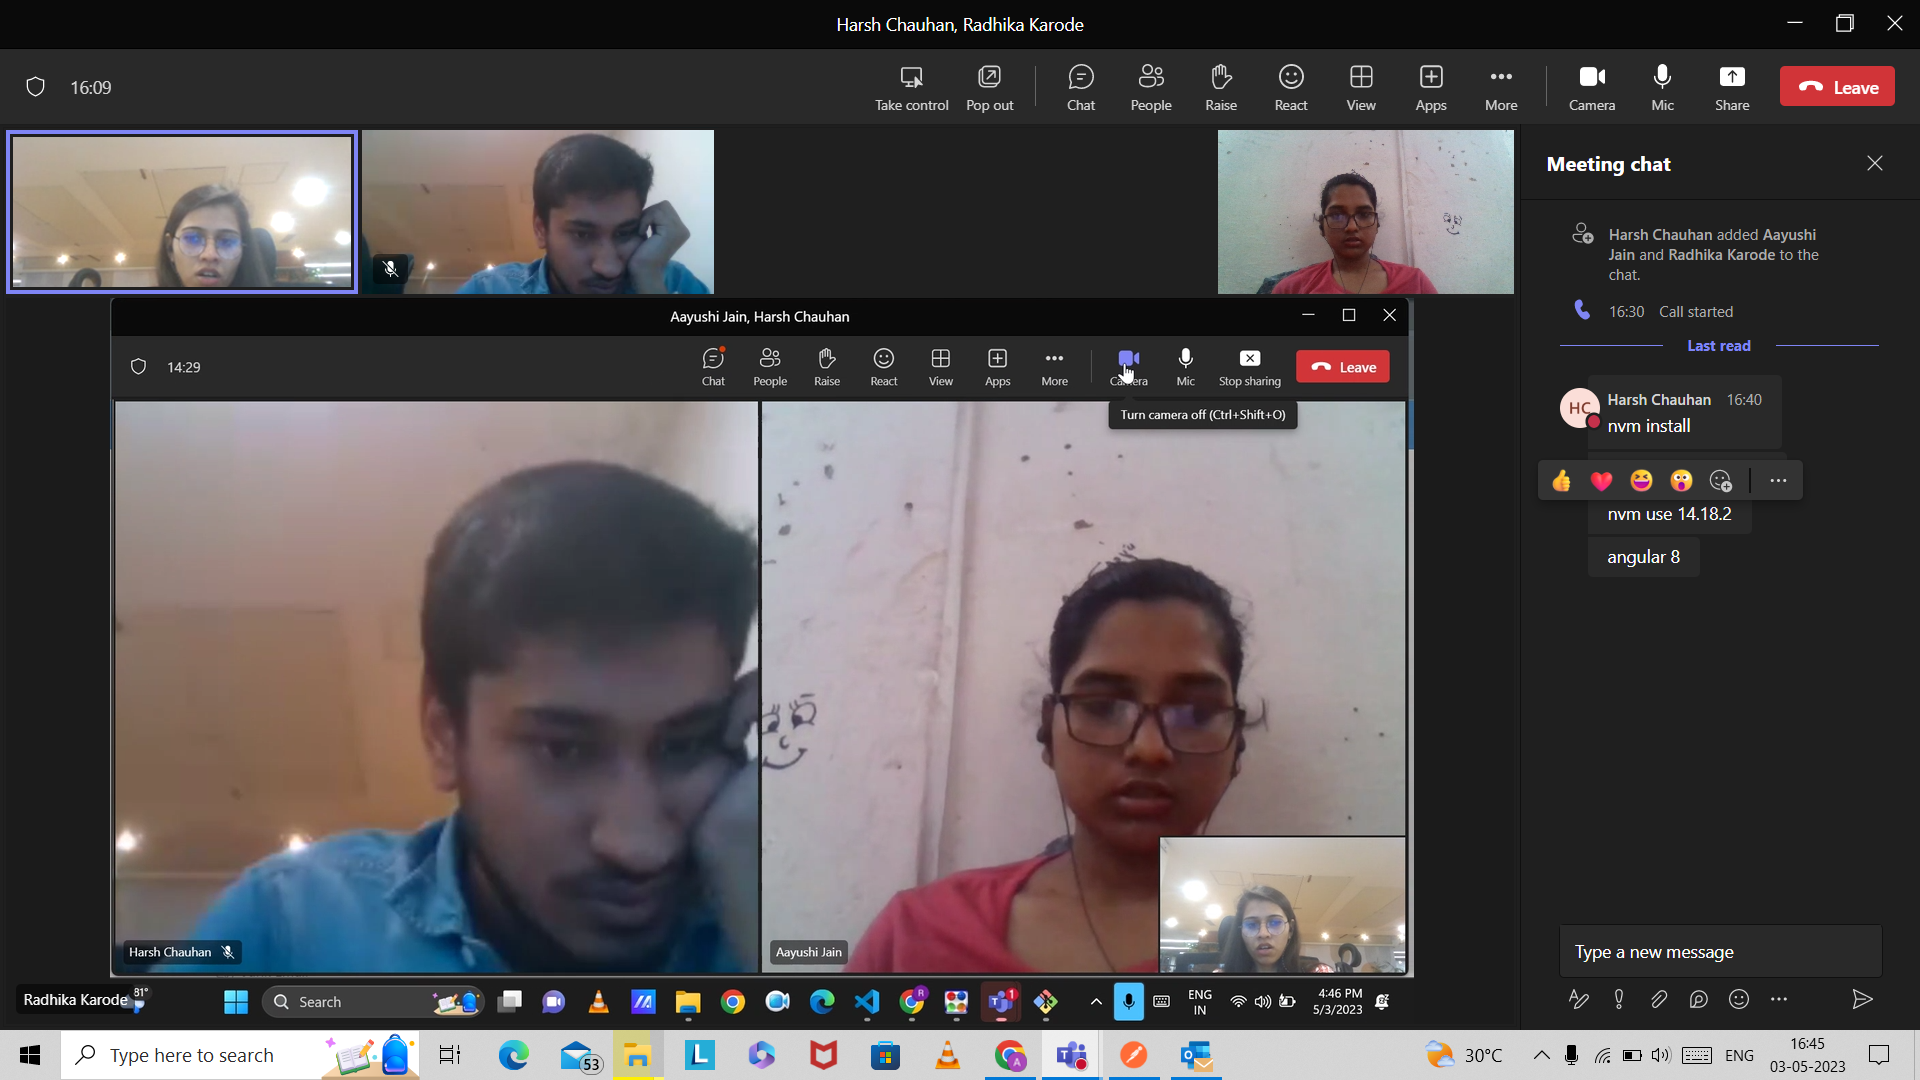 Harsh Chauhan, Radhika Karode
16:09
Take control
Pop out
Chat
People
Raise
React
View
Apps
More
Camera
Mic
Share
Leave
Meeting chat
Harsh Chauhan added Aayushi
Jain and Radhika Karode to the
chat.
16:30 Call started
Last read
HC
Harsh Chauhan 16:40
nvm install
nvm use 14.18.2
angular 8
Type a new message
Aayushi Jain, Harsh Chauhan
14:29
Chat
People
Raise
React
View
Apps
More
Camera
Mic
Stop sharing
Leave
Turn camera off (Ctrl+Shift+O)
Harsh Chauhan
Aayushi Jain
Radhika Karode
81°
Search
R
1
ENG
IN
4:46 PM
5/3/2023
Type here to search
53
L
A
30°C
ENG
16:45
03-05-2023